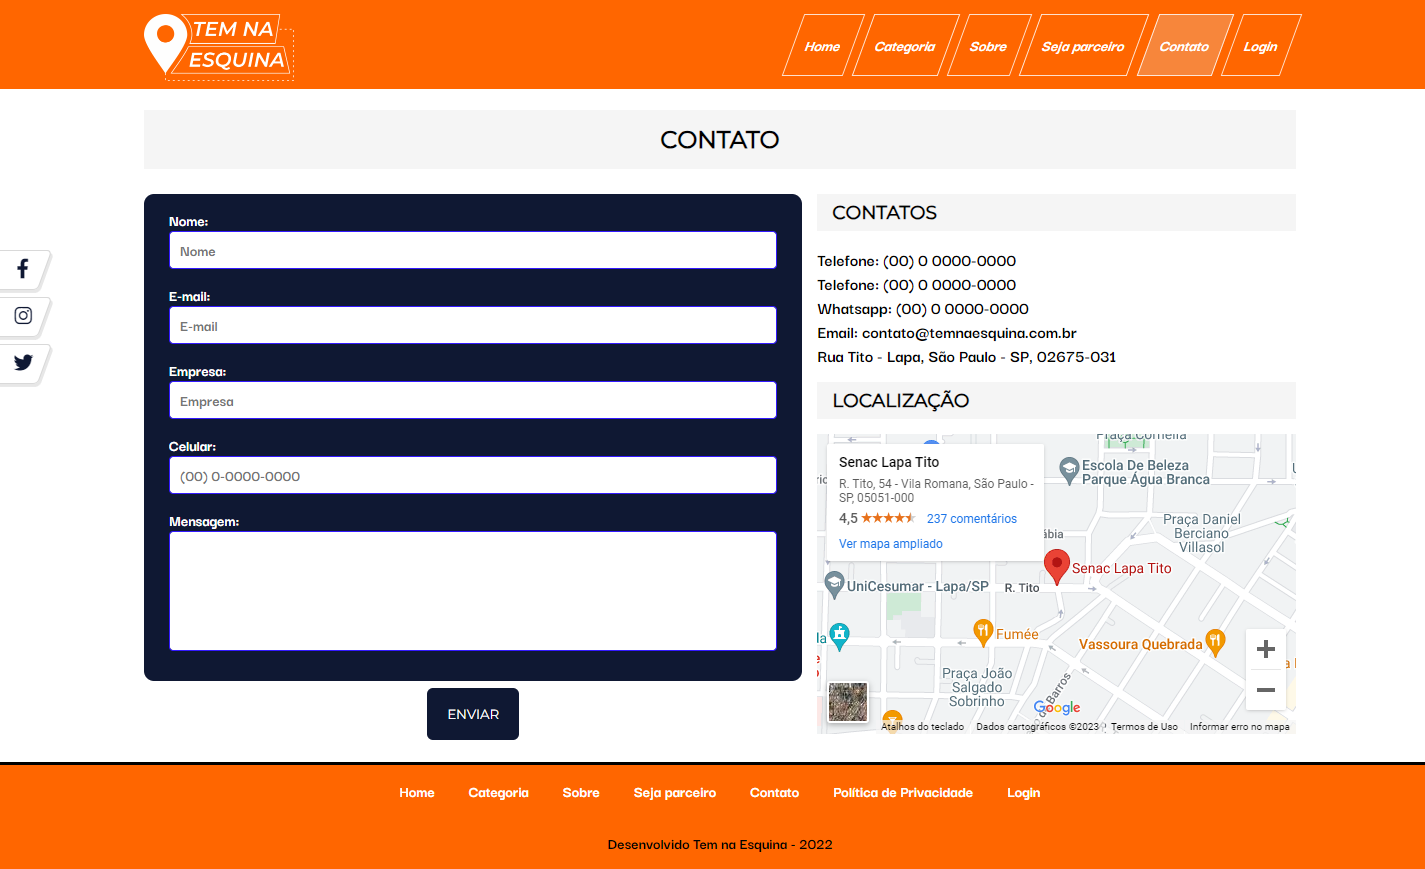 TEM NA
ESQUINA
Home
Categoria
Sobre
Seja parceiro
Contato
Login
CONTATO
Nome:
Nome
E-mail:
E-mail
Empresa:
Empresa
Celular:
(00) 0-0000-0000
Mensagem:
ENVIAR
CONTATOS
Telefone: (00) 0 0000-0000
Telefone: (00) 0 0000-0000
Whatsapp: (00) 0 0000-0000
Email: contato@temnaesquina.com.br
Rua Tito - Lapa, São Paulo - SP, 02675-031
LOCALIZAÇÃO
Praça Cornélia
Senac Lapa Tito
R. Tito, 54 - Vila Romana, São Paulo -
SP, 05051-000
4,5
237 comentários
Ver mapa ampliado
Escola De Beleza
Parque Água Branca
Praça Daniel
Berciano
Villasol
Senac Lapa Tito
UniCesumar - Lapa/SP
R. Tito
Fumée
Vassoura Quebrada
Praça João
Salgado
Sobrinho
Barros
Google
Atalhos do teclado
Dados cartográficos ©2023
Termos de Uso
Informar erro no mapa
Home
Categoria
Sobre
Seja parceiro
Contato
Política de Privacidade
Login
Desenvolvido Tem na Esquina - 2022